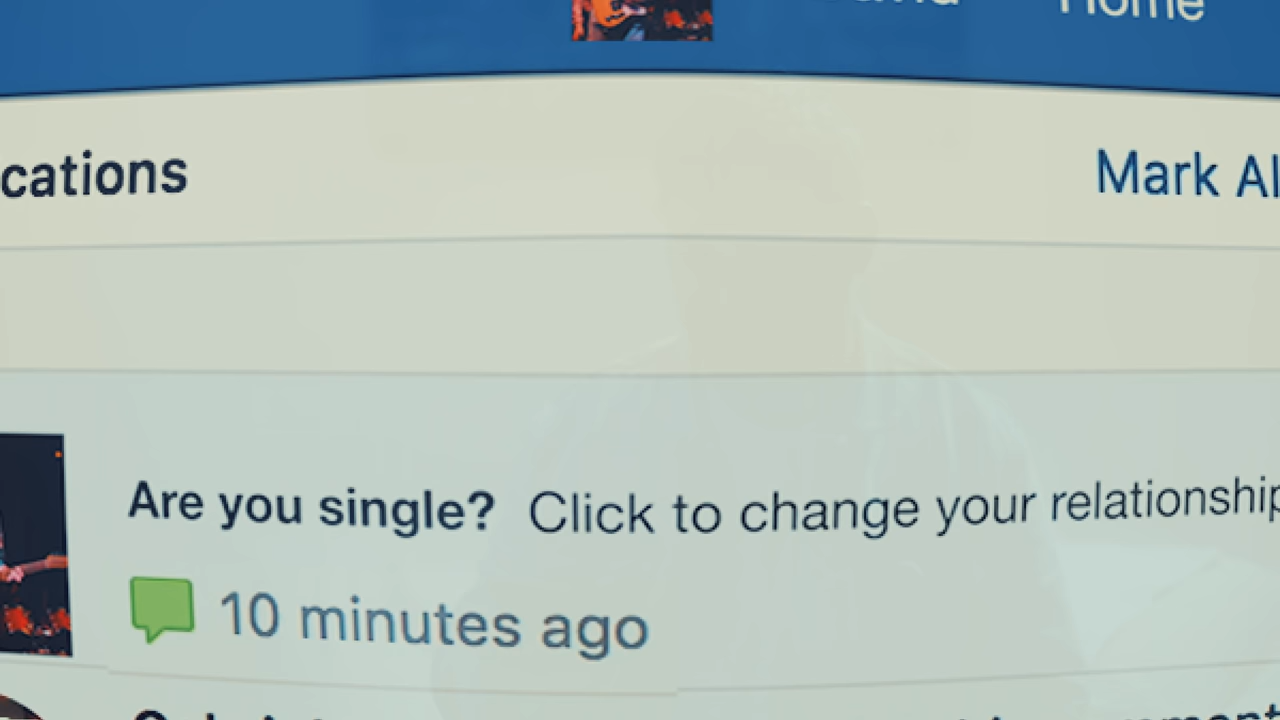 Home
cations
Mark Al
Are you single? Click to change your relationship
10 minutes ago